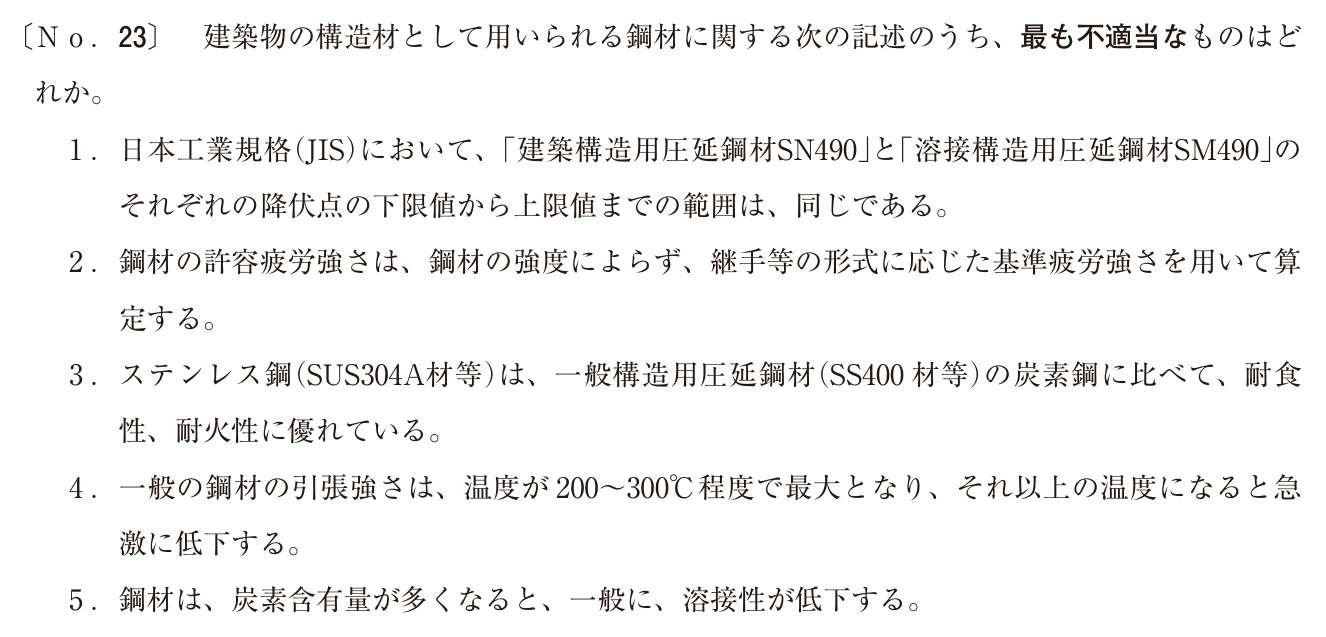 〔Ｎｏ．23〕　建築物の構造材として用いられる鋼材に関する次の記述のうち、最も不適当なものはど
れか。
１．日本工業規格(JIS)において、「建築構造用圧延鋼材SN490」と「溶接構造用圧延鋼材SM490」の
それぞれの降伏点の下限値から上限値までの範囲は、同じである。
２．鋼材の許容疲労強さは、鋼材の強度によらず、継手等の形式に応じた基準疲労強さを用いて算
定する。
３．ステンレス鋼(SUS304A材等)は、一般構造用圧延鋼材(SS400 材等)の炭素鋼に比べて、耐食
性、耐火性に優れている。
４．一般の鋼材の引張強さは、温度が 200～300℃ 程度で最大となり、それ以上の温度になると急
激に低下する。
５．鋼材は、炭素含有量が多くなると、一般に、溶接性が低下する。